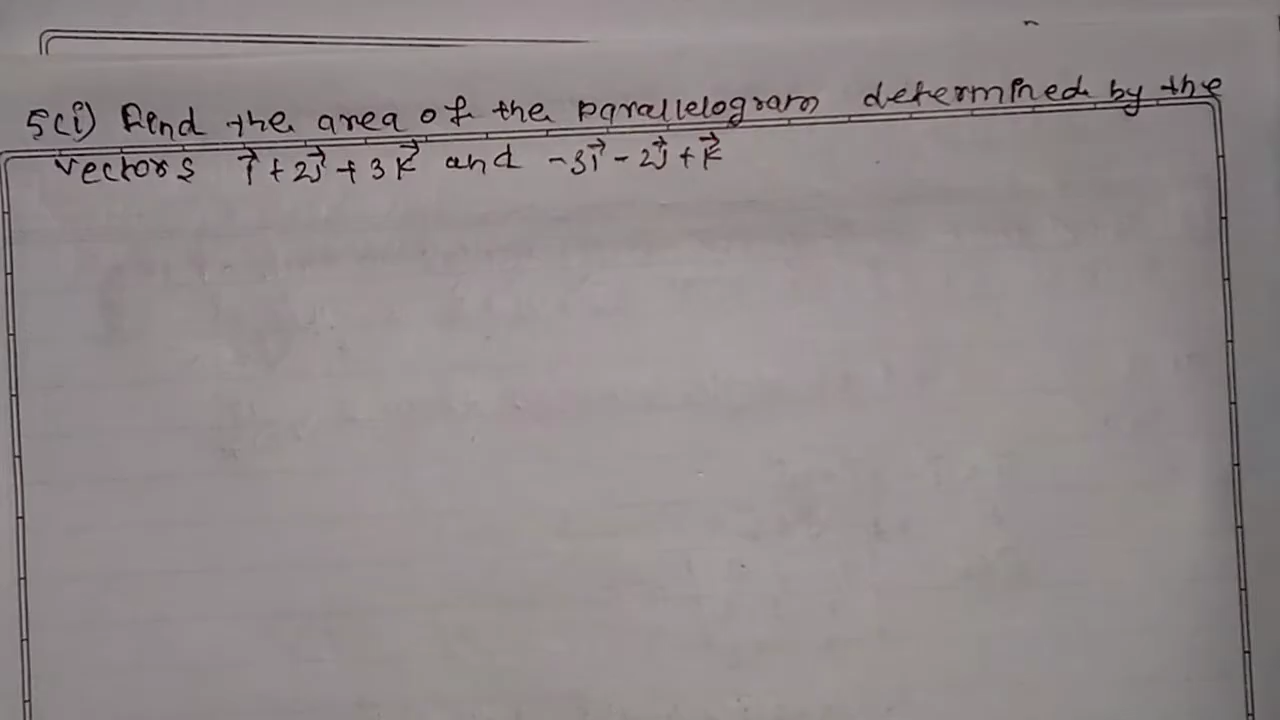 5(i) Find the area of the parallelogram determined by the
vectors i⃗ + 2j⃗ + 3k⃗ and -3i⃗ - 2j⃗ + k⃗